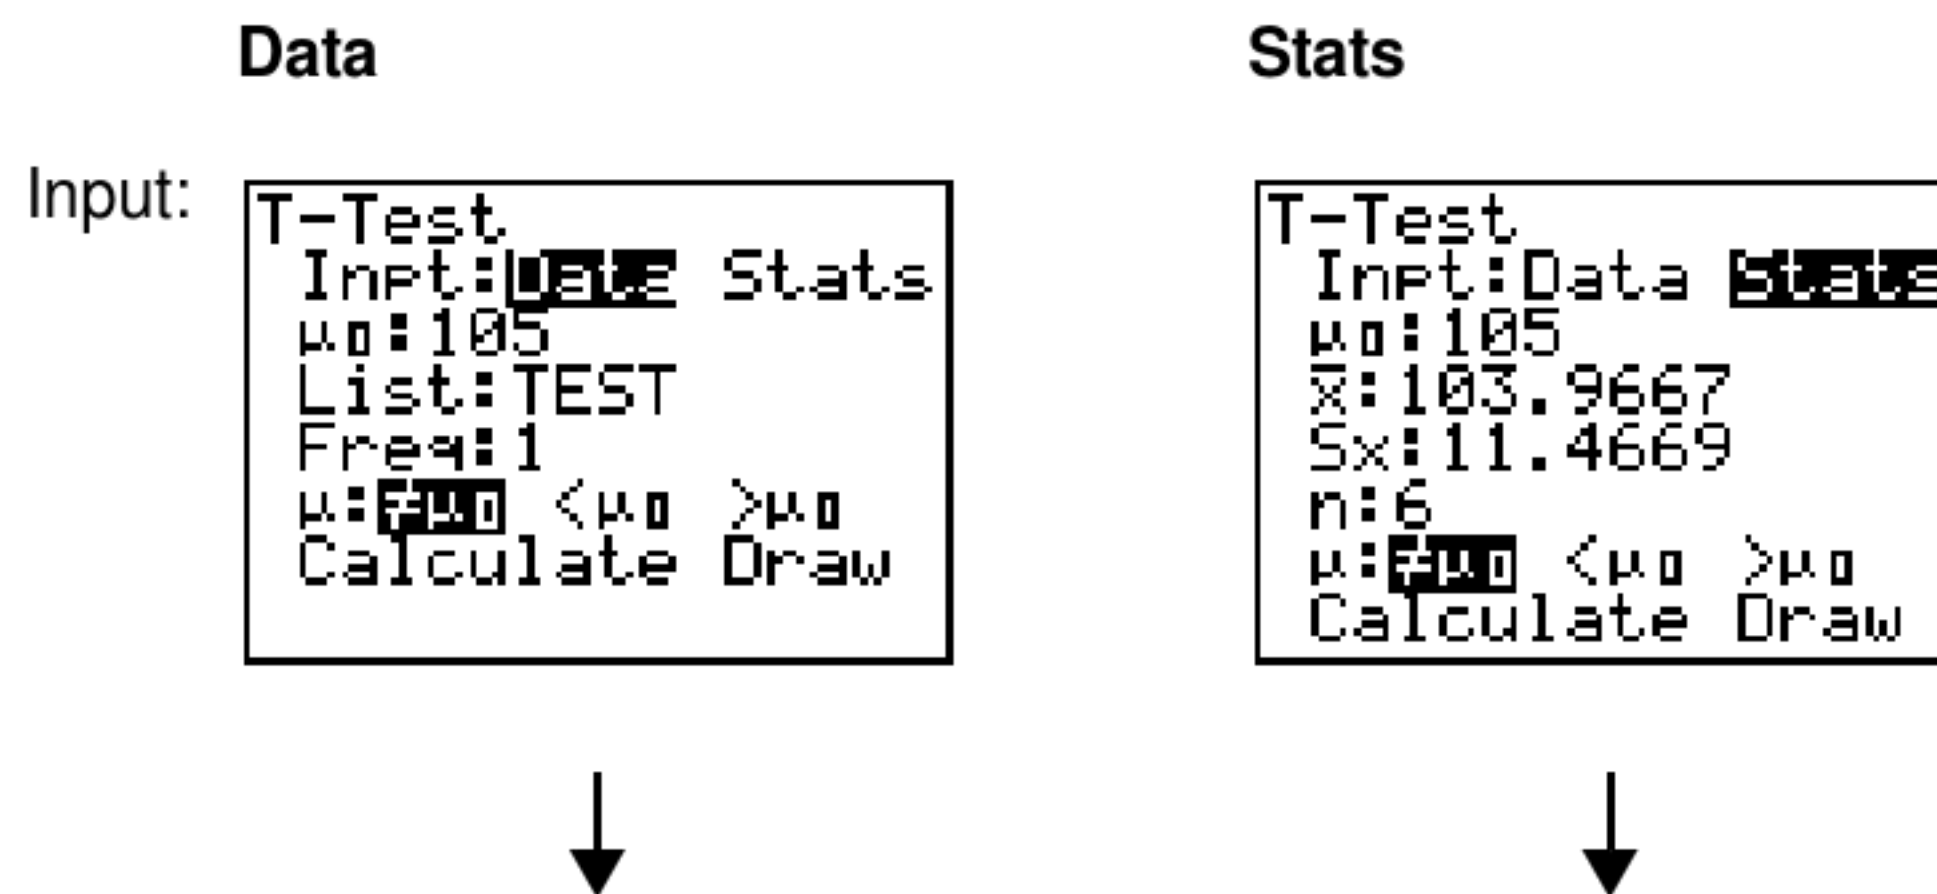 Data
Stats
Input:
T-Test
Inpt:Data Stats
μ0:105
List:TEST
Freq:1
μ:≠μ0 <μ0 >μ0
Calculate Draw
T-Test
Inpt:Data Stats
μ0:105
x̄:103.9667
Sx:11.4669
n:6
μ:≠μ0 <μ0 >μ0
Calculate Draw